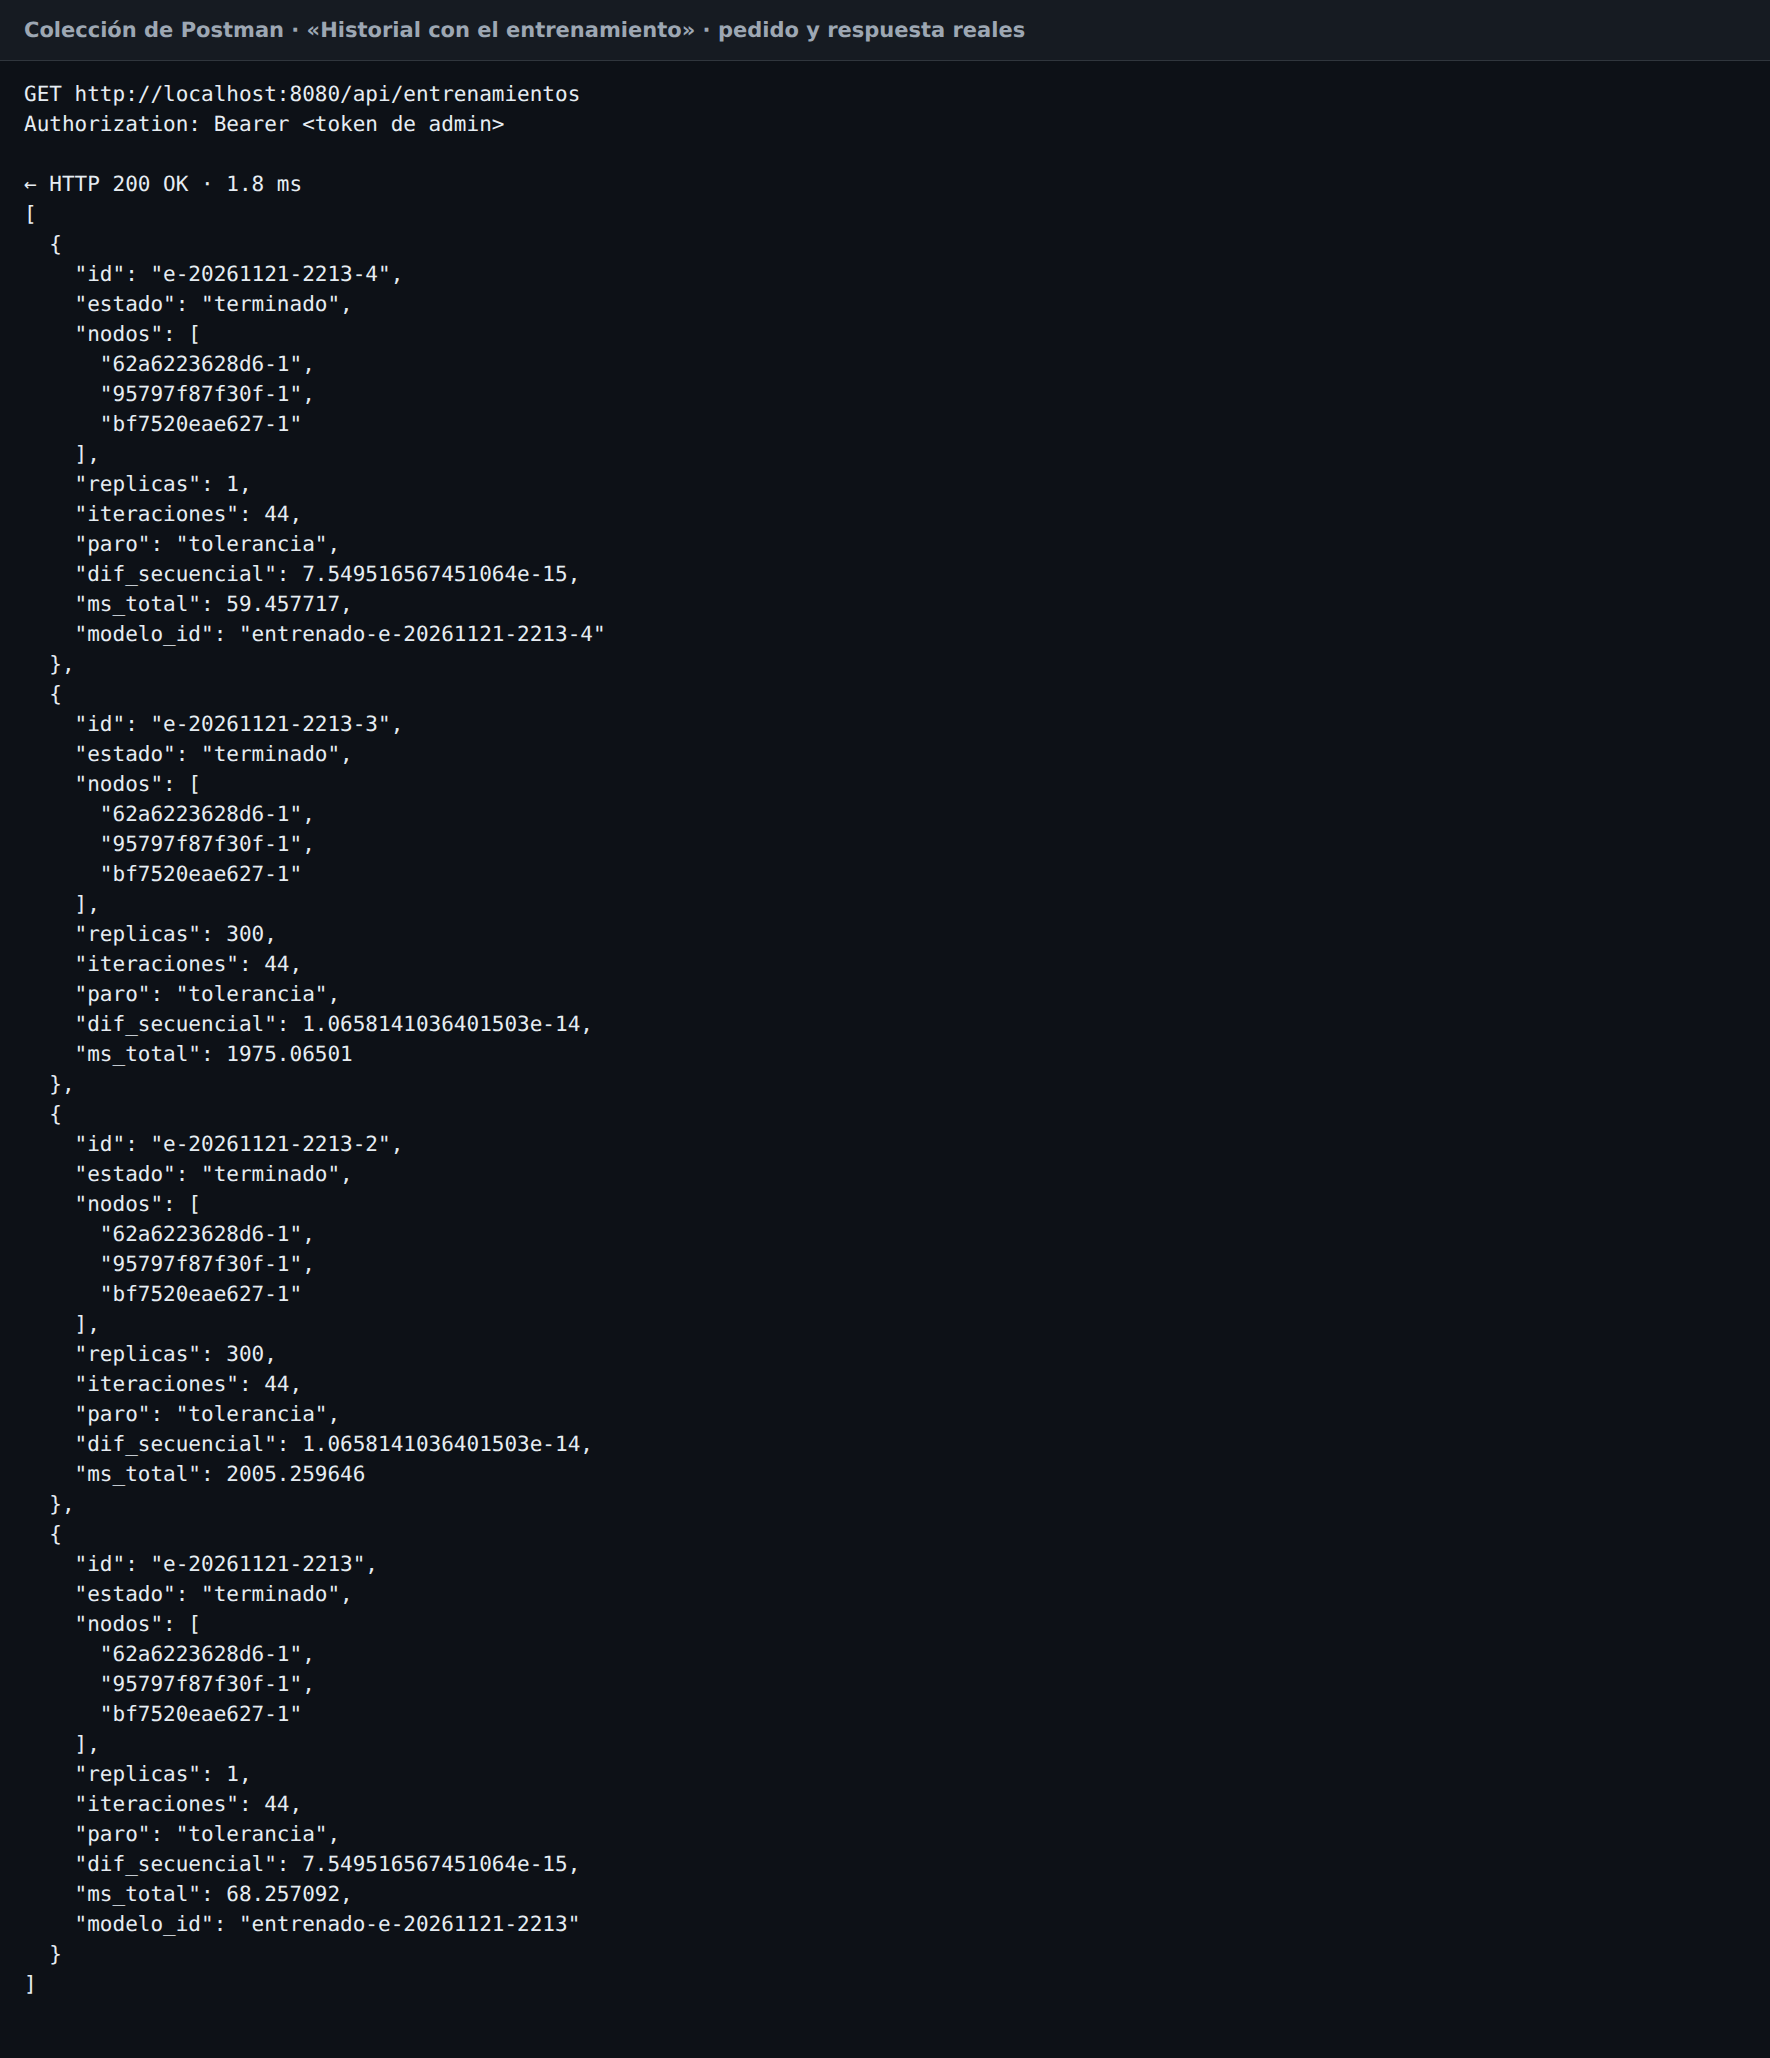 Colección de Postman · «Historial con el entrenamiento» · pedido y respuesta reales
GET http://localhost:8080/api/entrenamientos
Authorization: Bearer <token de admin>
← HTTP 200 OK · 1.8 ms
[
  {
    "id": "e-20261121-2213-4",
    "estado": "terminado",
    "nodos": [
      "62a6223628d6-1",
      "95797f87f30f-1",
      "bf7520eae627-1"
    ],
    "replicas": 1,
    "iteraciones": 44,
    "paro": "tolerancia",
    "dif_secuencial": 7.549516567451064e-15,
    "ms_total": 59.457717,
    "modelo_id": "entrenado-e-20261121-2213-4"
  },
  {
    "id": "e-20261121-2213-3",
    "estado": "terminado",
    "nodos": [
      "62a6223628d6-1",
      "95797f87f30f-1",
      "bf7520eae627-1"
    ],
    "replicas": 300,
    "iteraciones": 44,
    "paro": "tolerancia",
    "dif_secuencial": 1.0658141036401503e-14,
    "ms_total": 1975.06501
  },
  {
    "id": "e-20261121-2213-2",
    "estado": "terminado",
    "nodos": [
      "62a6223628d6-1",
      "95797f87f30f-1",
      "bf7520eae627-1"
    ],
    "replicas": 300,
    "iteraciones": 44,
    "paro": "tolerancia",
    "dif_secuencial": 1.0658141036401503e-14,
    "ms_total": 2005.259646
  },
  {
    "id": "e-20261121-2213",
    "estado": "terminado",
    "nodos": [
      "62a6223628d6-1",
      "95797f87f30f-1",
      "bf7520eae627-1"
    ],
    "replicas": 1,
    "iteraciones": 44,
    "paro": "tolerancia",
    "dif_secuencial": 7.549516567451064e-15,
    "ms_total": 68.257092,
    "modelo_id": "entrenado-e-20261121-2213"
  }
]